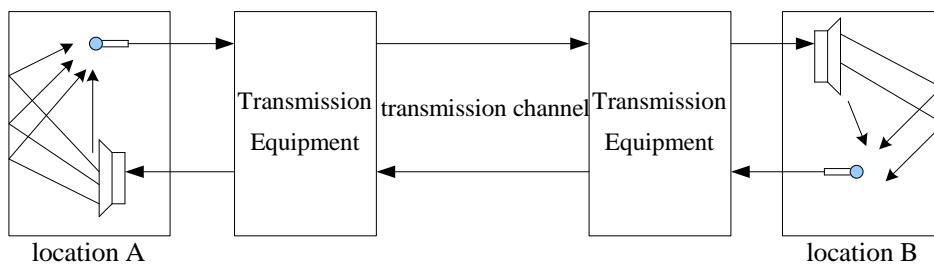 Transmission
Equipment
transmission channel
Transmission
Equipment
location A
location B